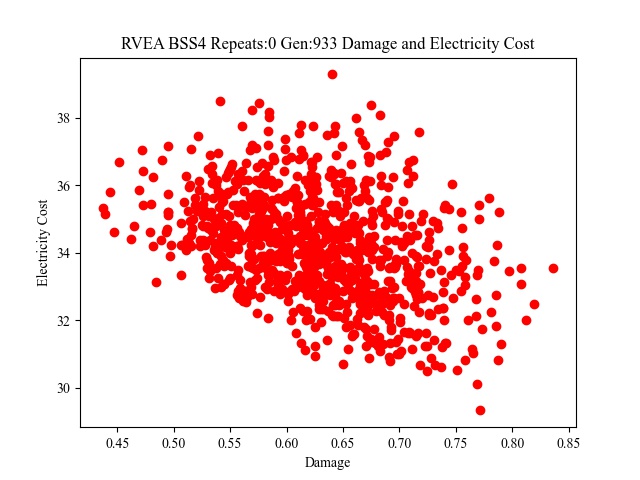 RVEA BSS4 Repeats:0 Gen:933 Damage and Electricity Cost
38
36
34
32
30
Electricity Cost
0.45 0.50 0.55 0.60 0.65 0.70 0.75 0.80 0.85
Damage